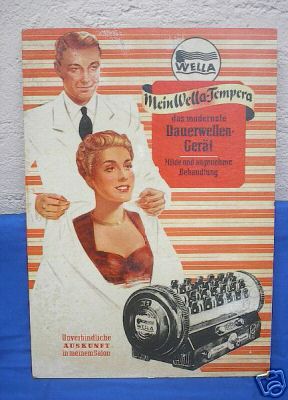 WELLA
Mein Wella-Tempera
das modernste
Dauerwellen-
Gerät
Milde und angenehme
Behandlung
WELLA
Unverbindliche
AUSKUNFT
in meinem Salon